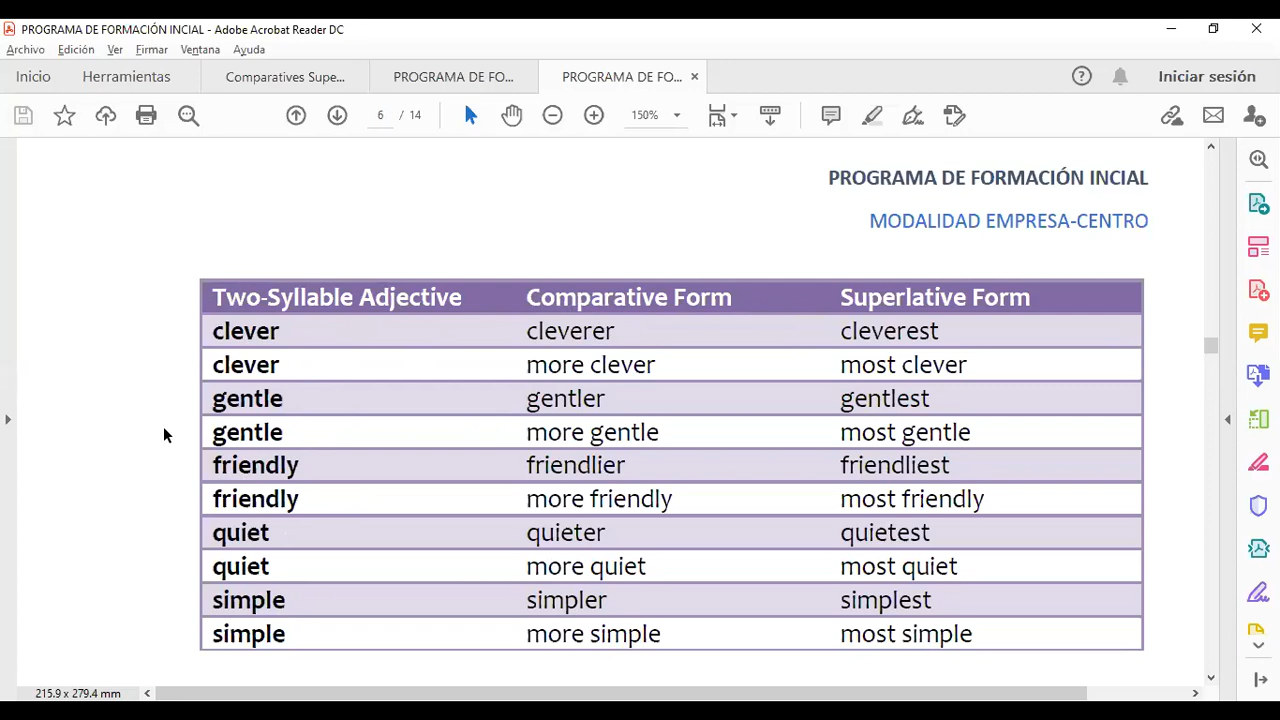 PROGRAMA DE FORMACIÓN INCIAL - Adobe Acrobat Reader DC
Archivo Edición Ver Firmar Ventana Ayuda
Inicio Herramientas Comparatives Supe... PROGRAMA DE FO... PROGRAMA DE FO... Iniciar sesión
6 / 14 150%
PROGRAMA DE FORMACIÓN INCIAL
MODALIDAD EMPRESA-CENTRO
Two-Syllable Adjective Comparative Form Superlative Form
clever cleverer cleverest
clever more clever most clever
gentle gentler gentlest
gentle more gentle most gentle
friendly friendlier friendliest
friendly more friendly most friendly
quiet quieter quietest
quiet more quiet most quiet
simple simpler simplest
simple more simple most simple
215.9 x 279.4 mm